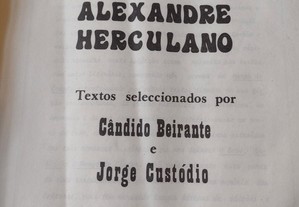 ALEXANDRE
HERCULANO
Textos seleccionados por
Cândido Beirante
e
Jorge Custódio